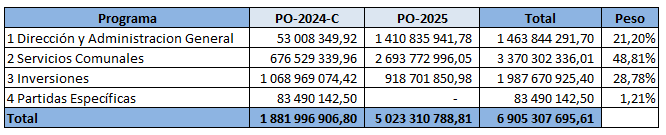 Programa PO-2024-C PO-2025 Total Peso
1 Dirección y Administracion General 53 008 349,92 1 410 835 941,78 1 463 844 291,70 21,20%
2 Servicios Comunales 676 529 339,96 2 693 772 996,05 3 370 302 336,01 48,81%
3 Inversiones 1 068 969 074,42 918 701 850,98 1 987 670 925,40 28,78%
4 Partidas Específicas 83 490 142,50 - 83 490 142,50 1,21%
Total 1 881 996 906,80 5 023 310 788,81 6 905 307 695,61